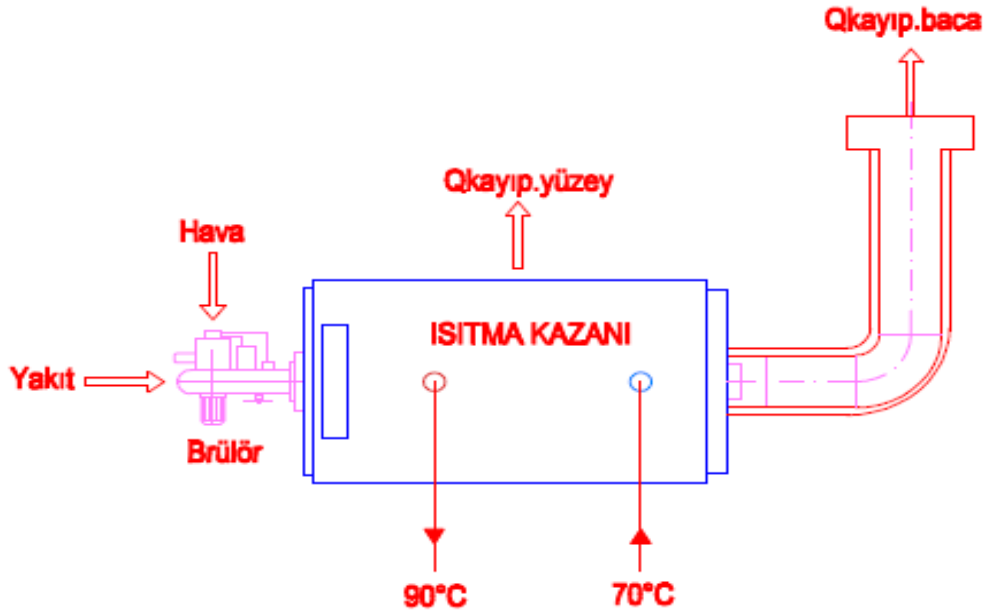 Qkayıp.baca
Qkayıp.yüzey
Hava
ISITMA KAZANI
Yakıt
Brülör
90°C
70°C